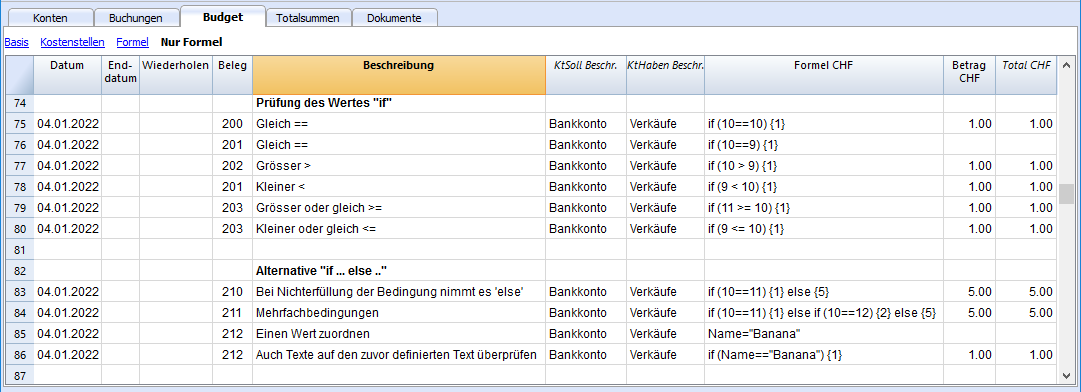 Konten Buchungen Budget Totalsummen Dokumente
Basis Kostenstellen Formel Nur Formel
Datum End-datum Wiederholen Beleg Beschreibung KtSoll Beschr. KtHaben Beschr. Formel CHF Betrag CHF Total CHF
74 Prüfung des Wertes "if"
75 04.01.2022 200 Gleich == Bankkonto Verkäufe if (10==10) {1} 1.00 1.00
76 04.01.2022 201 Gleich == Bankkonto Verkäufe if (10==9) {1}
77 04.01.2022 202 Grösser > Bankkonto Verkäufe if (10 > 9) {1} 1.00 1.00
78 04.01.2022 201 Kleiner < Bankkonto Verkäufe if (9 < 10) {1} 1.00 1.00
79 04.01.2022 203 Grösser oder gleich >= Bankkonto Verkäufe if (11 >= 10) {1} 1.00 1.00
80 04.01.2022 203 Kleiner oder gleich <= Bankkonto Verkäufe if (9 <= 10) {1} 1.00 1.00
81
82 Alternative "if ... else .."
83 04.01.2022 210 Bei Nichterfüllung der Bedingung nimmt es 'else' Bankkonto Verkäufe if (10==11) {1} else {5} 5.00 5.00
84 04.01.2022 211 Mehrfachbedingungen Bankkonto Verkäufe if (10==11) {1} else if (10==12) {2} else {5} 5.00 5.00
85 04.01.2022 212 Einen Wert zuordnen Bankkonto Verkäufe Name="Banana"
86 04.01.2022 212 Auch Texte auf den zuvor definierten Text überprüfen Bankkonto Verkäufe if (Name=="Banana") {1} 1.00 1.00
87